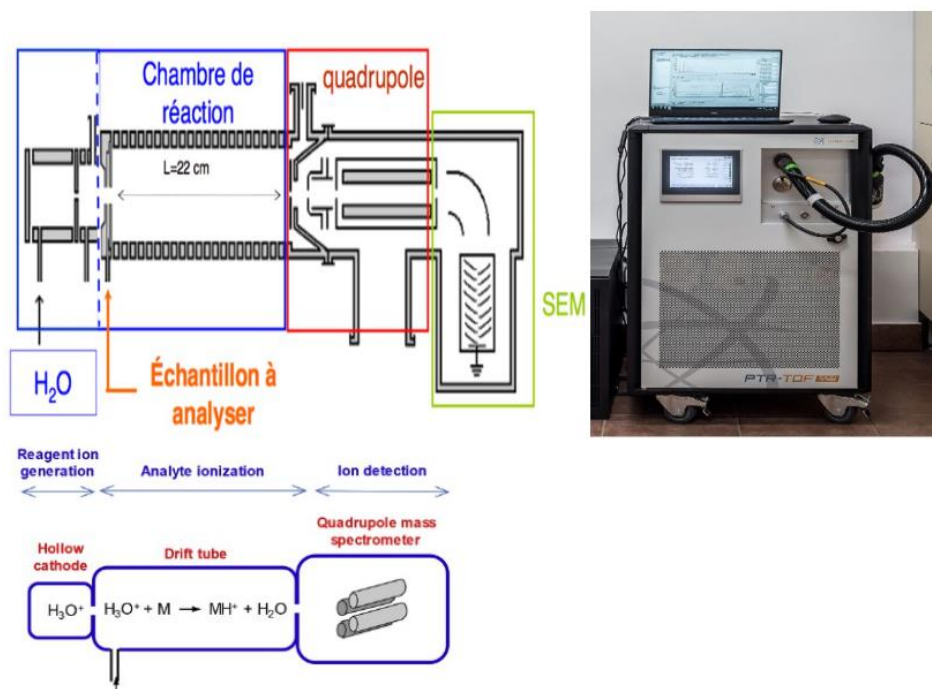 Chambre de
réaction
quadrupole
L=22 cm
SEM
H₂O
Échantillon à
analyser
Reagent ion
generation
Analyte ionization
Ion detection
Hollow
cathode
Drift tube
Quadrupole mass
spectrometer
H₃O⁺
H₃O⁺ + M → MH⁺ + H₂O
PTR-TOF